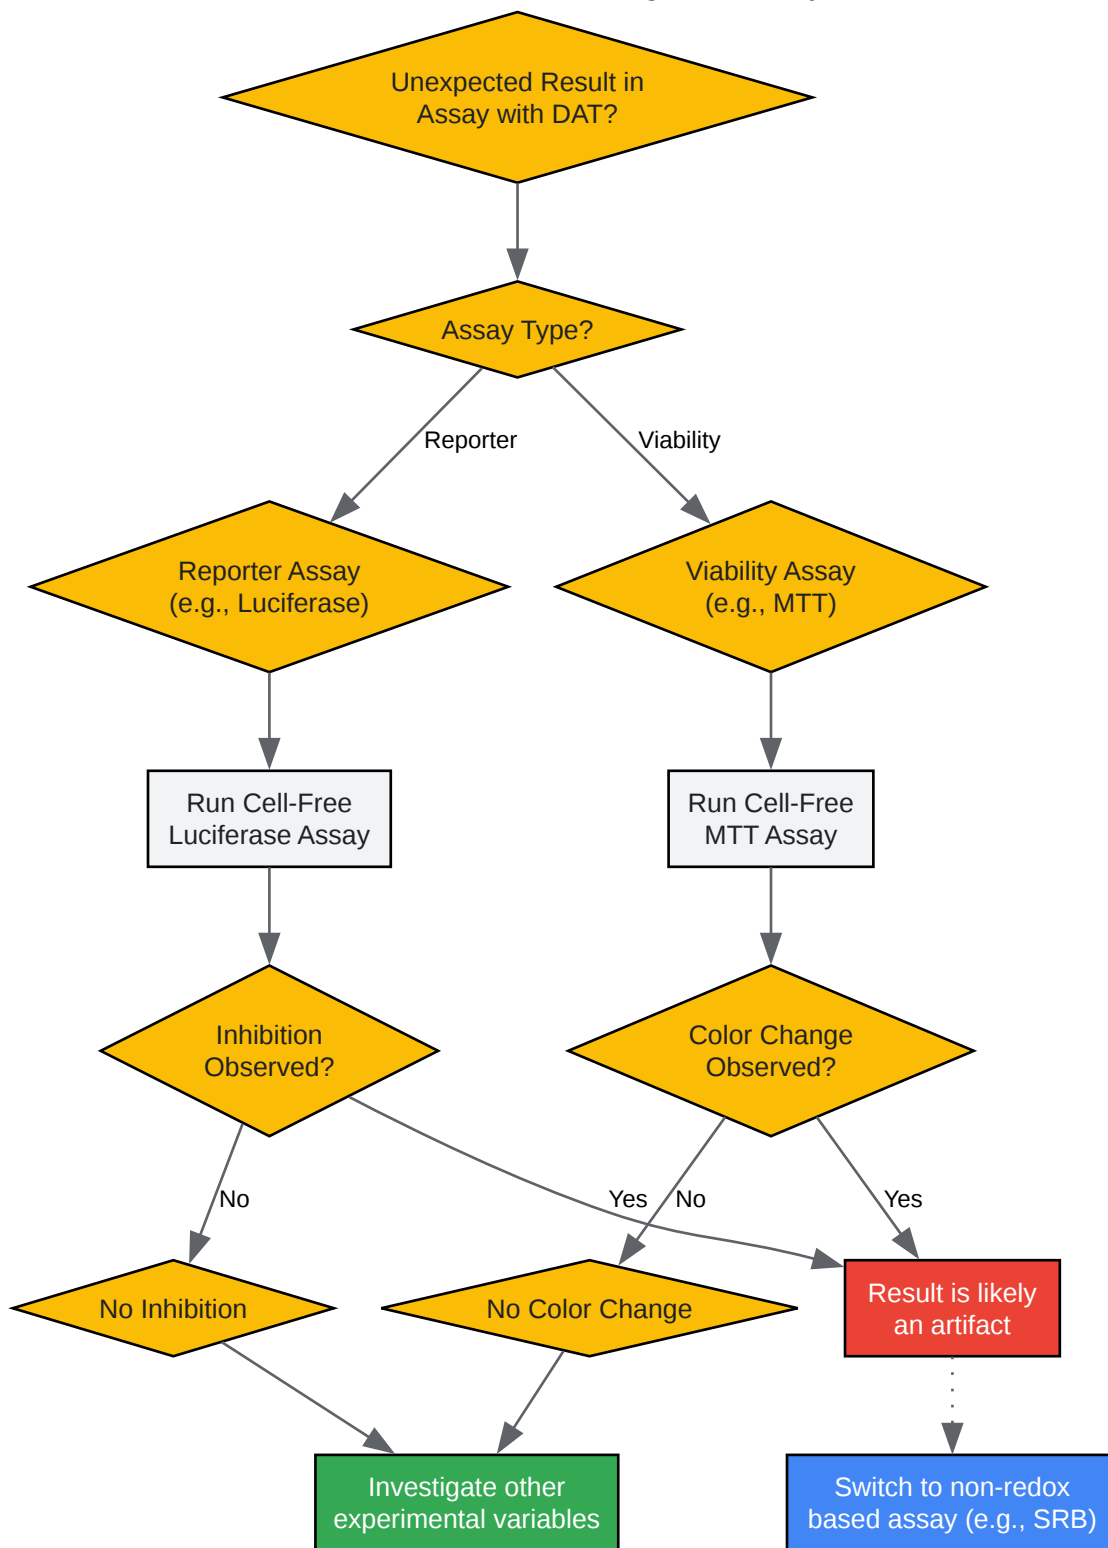 Unexpected Result in
Assay with DAT?
Assay Type?
Reporter
Viability
Reporter Assay
(e.g., Luciferase)
Viability Assay
(e.g., MTT)
Run Cell-Free
Luciferase Assay
Run Cell-Free
MTT Assay
Inhibition
Observed?
Color Change
Observed?
No
Yes
No
Yes
No Inhibition
No Color Change
Result is likely
an artifact
Investigate other
experimental variables
Switch to non-redox
based assay (e.g., SRB)